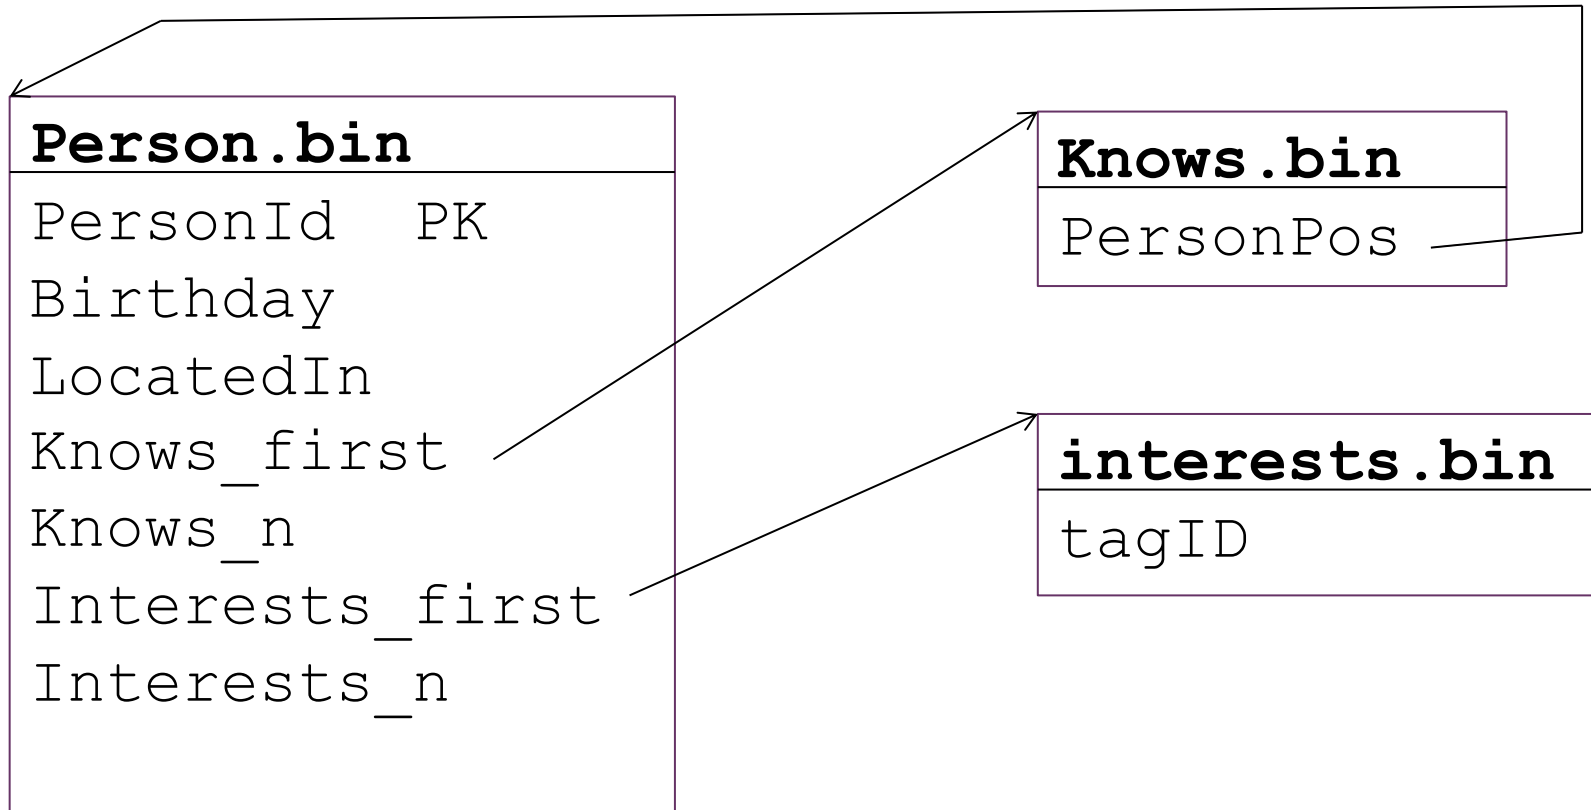 Person.bin
PersonId PK
Birthday
LocatedIn
Knows_first
Knows_n
Interests_first
Interests_n
Knows.bin
PersonPos
interests.bin
tagID